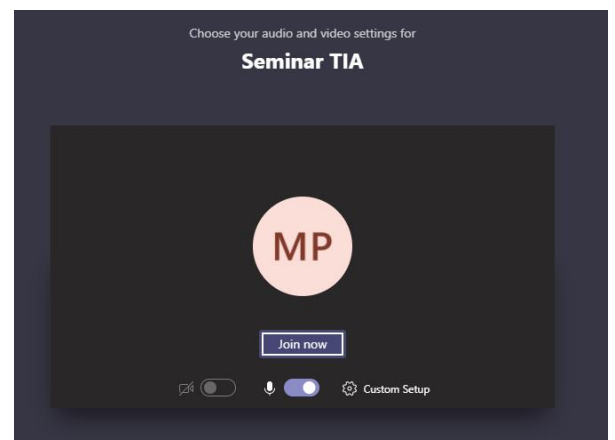 Choose your audio and video settings for
Seminar TIA
MP
Join now
Custom Setup